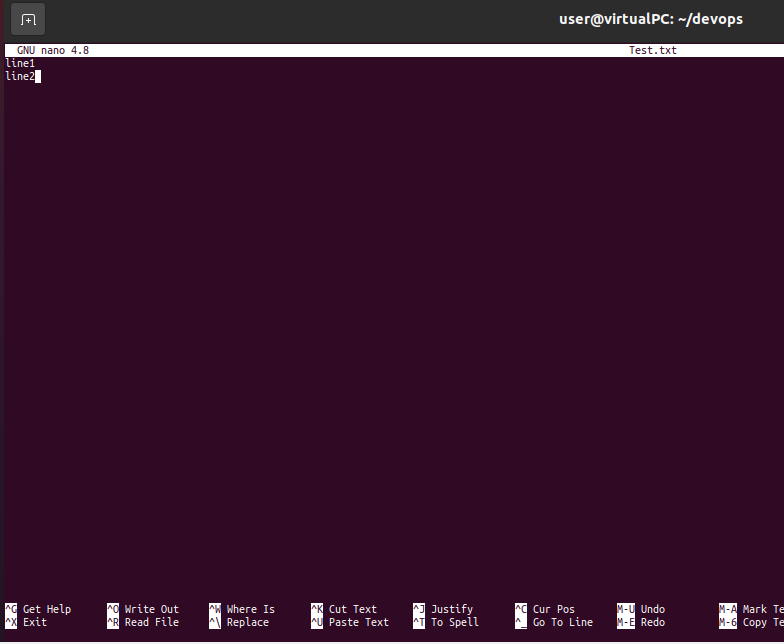 user@virtualPC: ~/devops
GNU nano 4.8 Test.txt
line1
line2
^G Get Help ^O Write Out ^W Where Is ^K Cut Text ^J Justify ^C Cur Pos M-U Undo M-A Mark Te
^X Exit ^R Read File ^\ Replace ^U Paste Text ^T To Spell ^_ Go To Line M-E Redo M-6 Copy Te